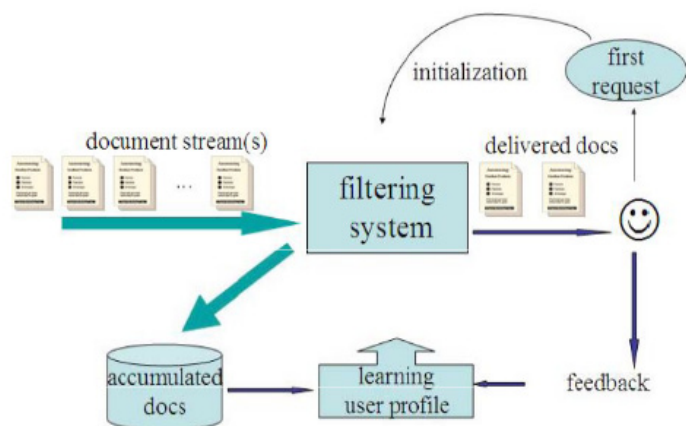 first
request
initialization
document stream(s)
delivered docs
...
filtering
system
accumulated
docs
learning
user profile
feedback